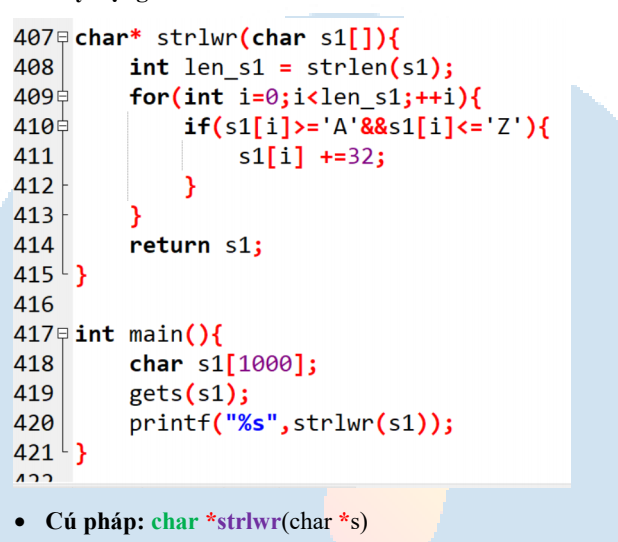 407 char* strlwr(char s1[]){
408     int len_s1 = strlen(s1);
409     for(int i=0;i<len_s1;++i){
410         if(s1[i]>='A'&&s1[i]<='Z'){
411             s1[i] +=32;
412         }
413     }
414     return s1;
415 }
416
417 int main(){
418     char s1[1000];
419     gets(s1);
420     printf("%s",strlwr(s1));
421 }
• Cú pháp: char *strlwr(char *s)